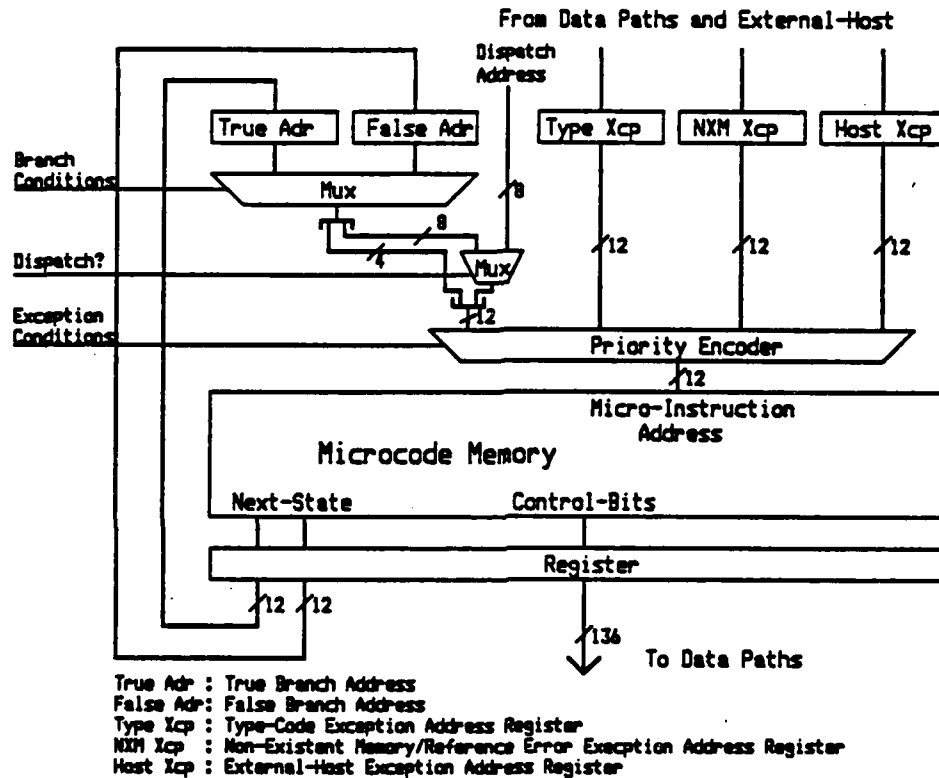 From Data Paths and External-Host
Dispatch
Address
True Adr
False Adr
Type Xcp
NXM Xcp
Host Xcp
Branch
Conditions
Mux
8
8
4
12
12
12
Dispatch?
Mux
Exception
Conditions
12
Priority Encoder
12
Micro-Instruction
Address
Microcode Memory
Next-State
Control-Bits
Register
12
12
136
To Data Paths
True Adr : True Branch Address
False Adr: False Branch Address
Type Xcp : Type-Code Exception Address Register
NXM Xcp : Non-Existent Memory/Reference Error Execption Address Register
Host Xcp : External-Host Exception Address Register